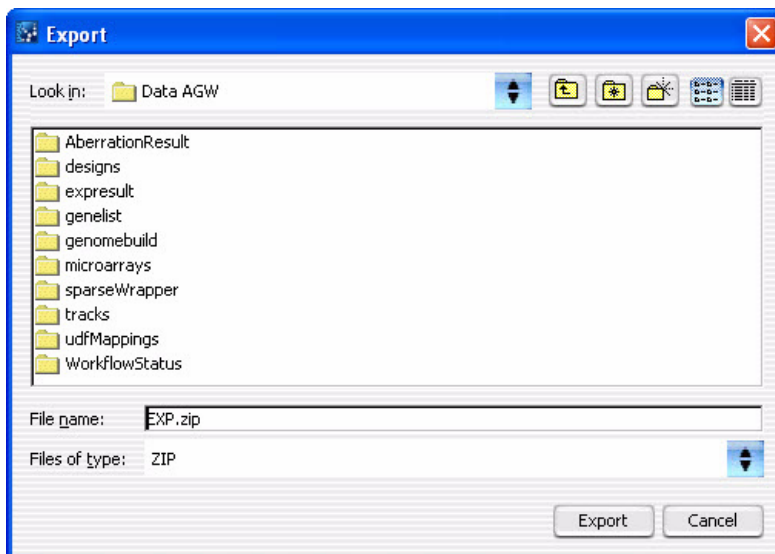 Export
Look in: Data AGW
AberrationResult
designs
expresult
genelist
genomebuild
microarrays
sparseWrapper
tracks
udfMappings
WorkflowStatus
File name: EXP.zip
Files of type: ZIP
Export Cancel